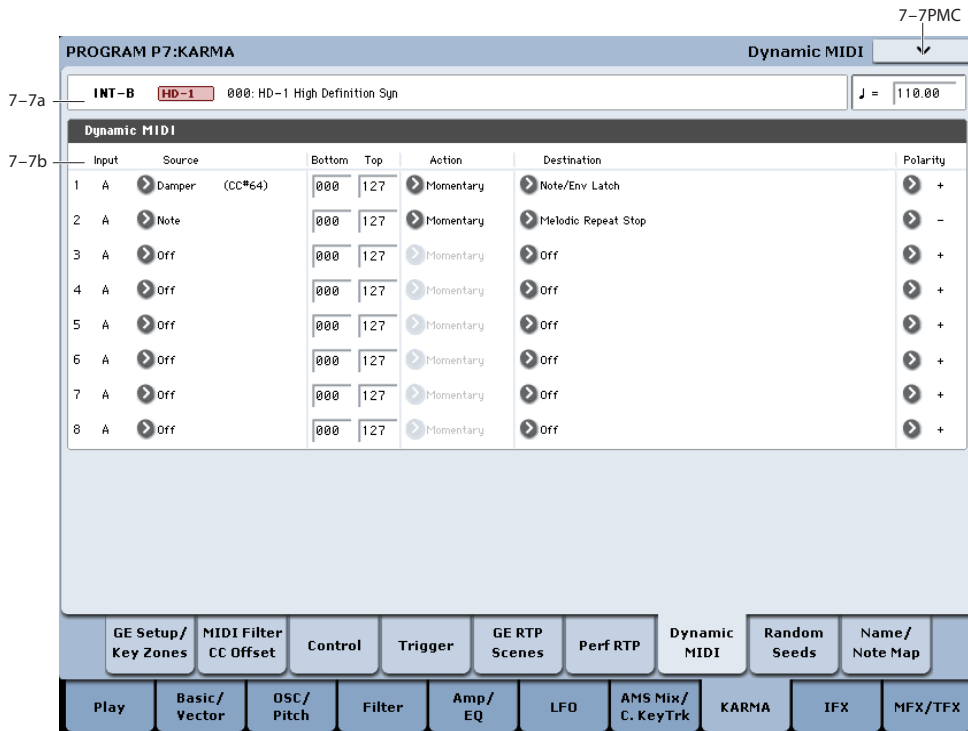 7–7PMC
PROGRAM P7:KARMA Dynamic MIDI
7–7a INT–B HD–1 000: HD–1 High Definition Syn ♩ = 110.00
Dynamic MIDI
7–7b Input Source Bottom Top Action Destination Polarity
1 A Damper (CC#64) 000 127 Momentary Note/Env Latch +
2 A Note 000 127 Momentary Melodic Repeat Stop –
3 A Off 000 127 Momentary Off +
4 A Off 000 127 Momentary Off +
5 A Off 000 127 Momentary Off +
6 A Off 000 127 Momentary Off +
7 A Off 000 127 Momentary Off +
8 A Off 000 127 Momentary Off +
GE Setup/ MIDI Filter Control Trigger GE RTP Perf RTP Dynamic Random Name/
Key Zones CC Offset Scenes MIDI Seeds Note Map
Play Basic/ OSC/ Filter Amp/ LFO AMS Mix/ KARMA IFX MFX/TFX
Vector Pitch EQ C. KeyTrk